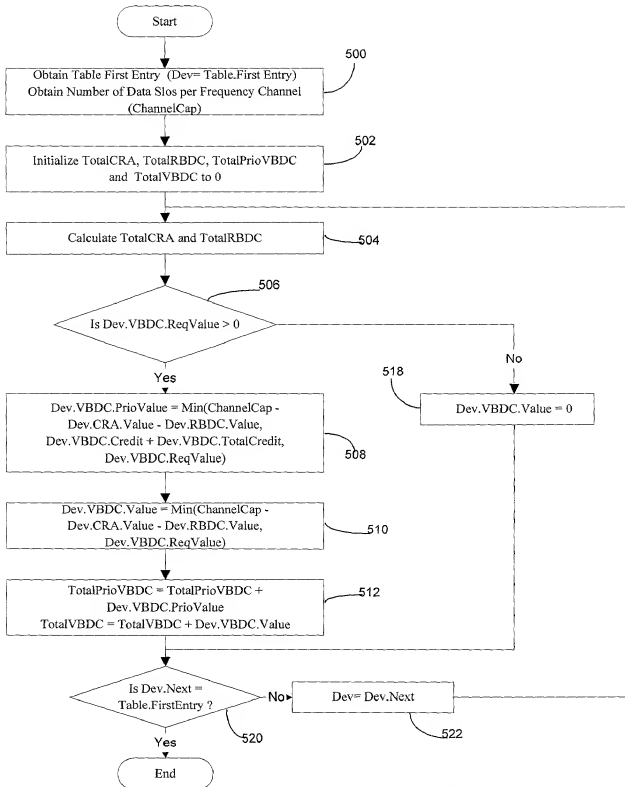 Start
500
Obtain Table First Entry (Dev= Table.First Entry)
Obtain Number of Data Slos per Frequency Channel
(ChannelCap)
502
Initialize TotalCRA, TotalRBDC, TotalPrioVBDC
and TotalVBDC to 0
Calculate TotalCRA and TotalRBDC
504
506
Is Dev.VBDC.ReqValue > 0
No
Yes
518
Dev.VBDC.Value = 0
Dev.VBDC.PrioValue = Min(ChannelCap -
Dev.CRA.Value - Dev.RBDC.Value,
Dev.VBDC.Credit + Dev.VBDC.TotalCredit,
Dev.VBDC.ReqValue)
508
Dev.VBDC.Value = Min(ChannelCap -
Dev.CRA.Value - Dev.RBDC.Value,
Dev.VBDC.ReqValue)
510
TotalPrioVBDC = TotalPrioVBDC +
Dev.VBDC.PrioValue
TotalVBDC = TotalVBDC + Dev.VBDC.Value
512
Is Dev.Next =
Table.FirstEntry ?
No
Dev= Dev.Next
520
522
Yes
End